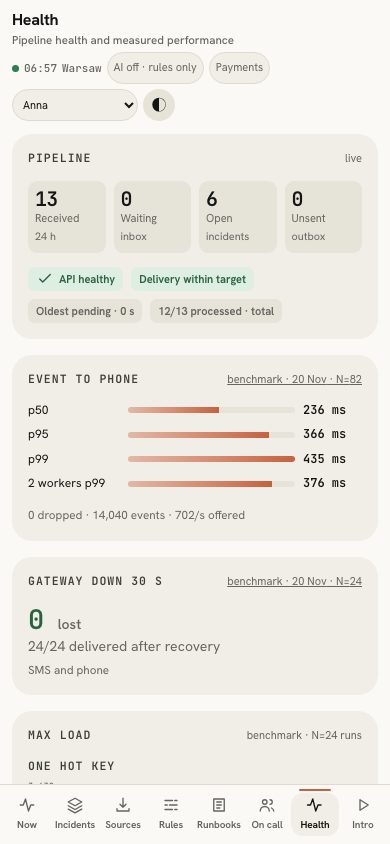 Health
Pipeline health and measured performance
06:57 Warsaw AI off · rules only Payments
Anna
PIPELINE live
13 0 6 0
Received Waiting Open Unsent
24 h inbox incidents outbox
API healthy Delivery within target
Oldest pending · 0 s 12/13 processed · total
EVENT TO PHONE benchmark · 20 Nov · N=82
p50 236 ms
p95 366 ms
p99 435 ms
2 workers p99 376 ms
0 dropped · 14,040 events · 702/s offered
GATEWAY DOWN 30 S benchmark · 20 Nov · N=24
0 lost
24/24 delivered after recovery
SMS and phone
MAX LOAD benchmark · N=24 runs
ONE HOT KEY
Now Incidents Sources Rules Runbooks On call Health Intro